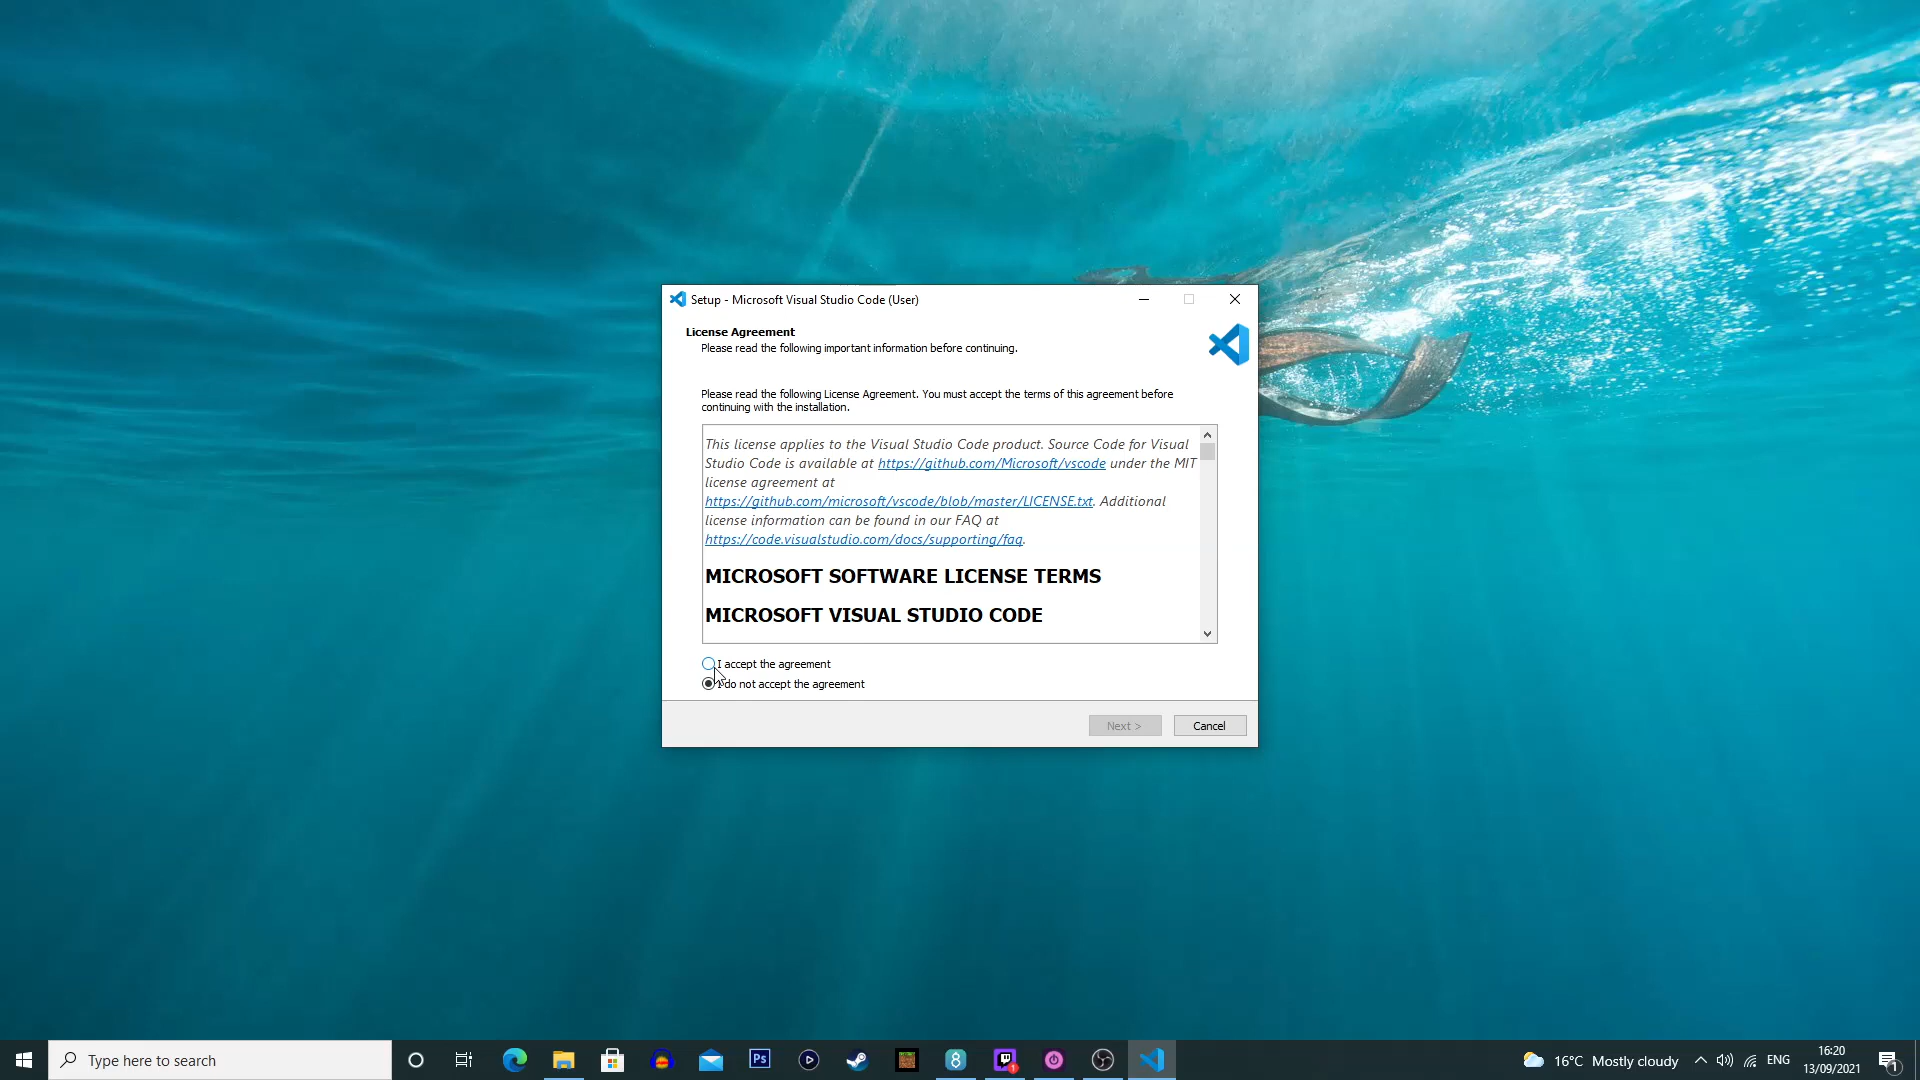 Setup - Microsoft Visual Studio Code (User)
License Agreement
Please read the following important information before continuing.
Please read the following License Agreement. You must accept the terms of this agreement before
continuing with the installation.
This license applies to the Visual Studio Code product. Source Code for Visual
Studio Code is available at https://github.com/Microsoft/vscode under the MIT
license agreement at
https://github.com/microsoft/vscode/blob/master/LICENSE.txt. Additional
license information can be found in our FAQ at
https://code.visualstudio.com/docs/supporting/faq.
MICROSOFT SOFTWARE LICENSE TERMS
MICROSOFT VISUAL STUDIO CODE
I accept the agreement
I do not accept the agreement
Next >
Cancel
Type here to search
Ps
8
1
16°C Mostly cloudy
ENG
16:20
13/09/2021
1